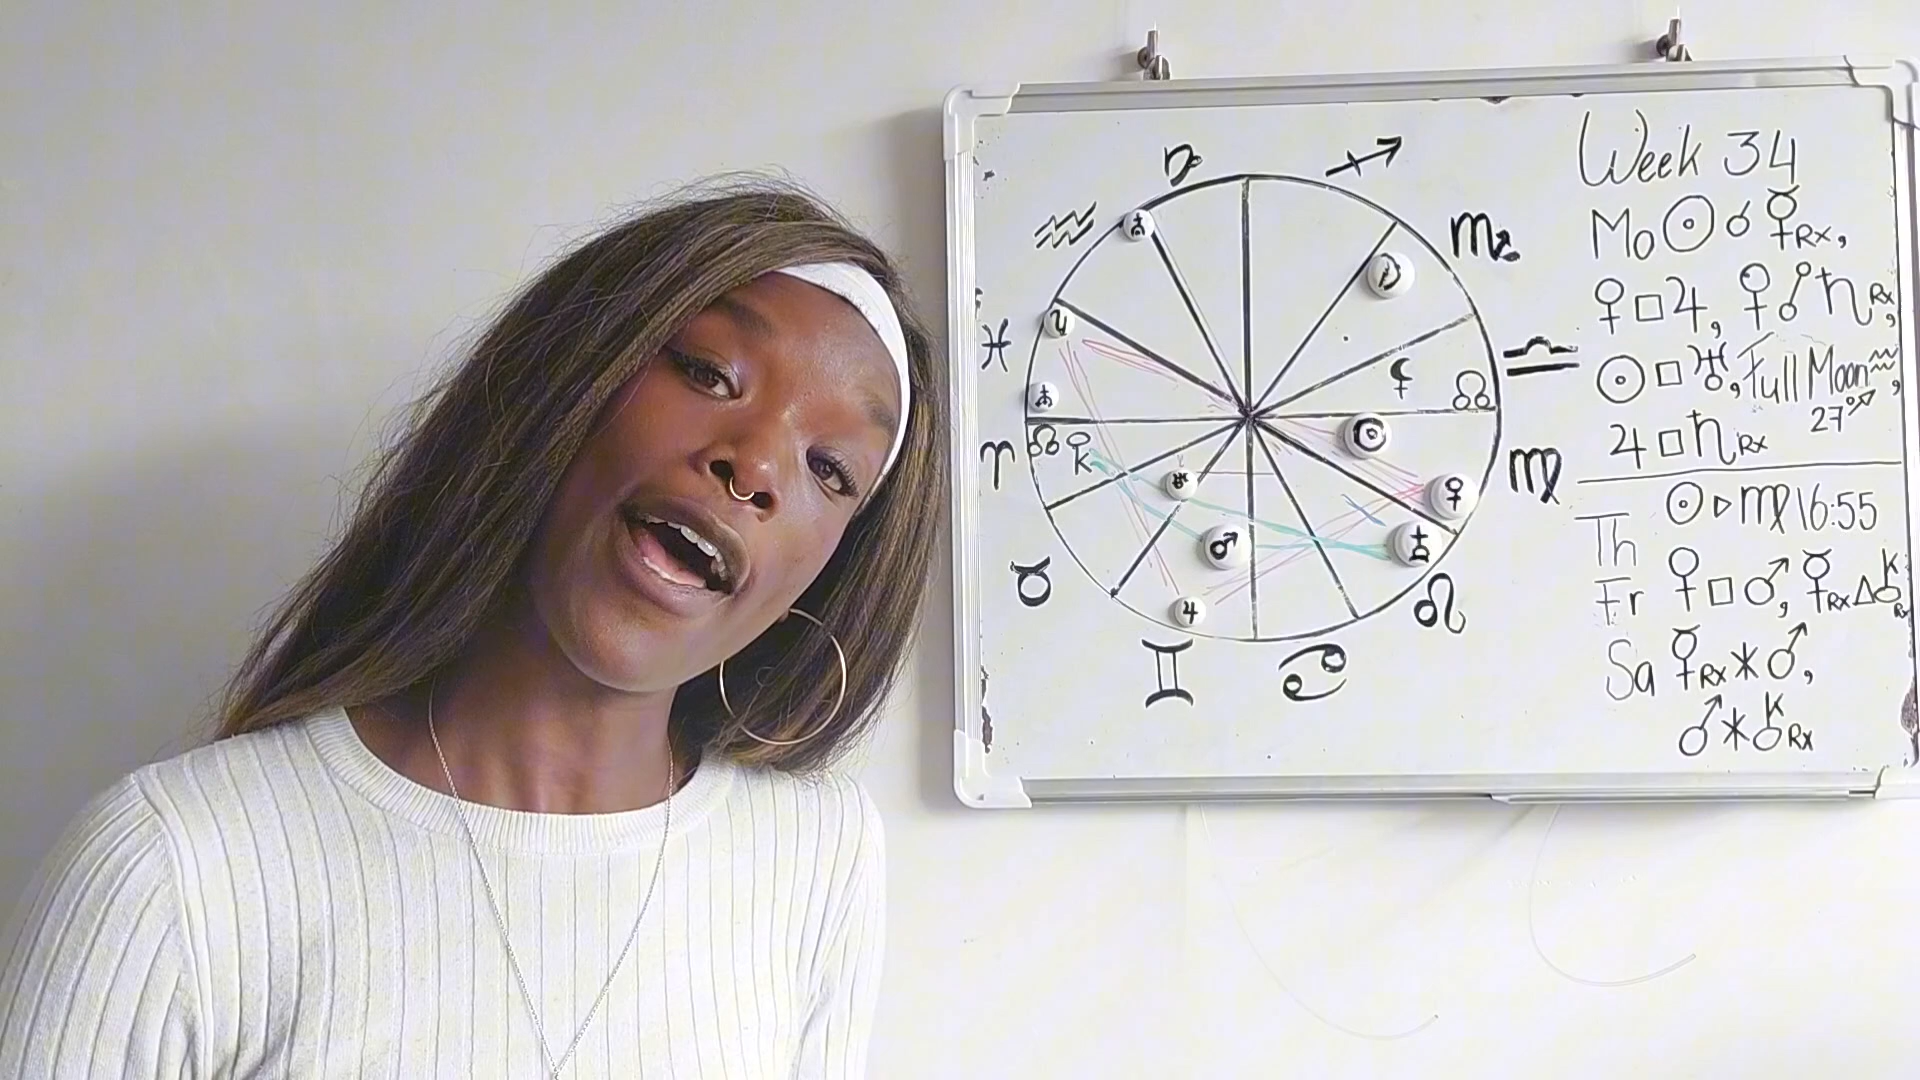 Week 34
Mo ☉ ☌ ☿ Rx,
♀ □ ♃, ♀ ☍ ♄ Rx,
☉ □ ♅, Full Moon ♒,
27°
♃ □ ♄ Rx
☉ ▷ ♍ 16:55
Th
Fr ♀ □ ♂, ☿ Rx △ ⚷ Rx
Sa ☿ Rx ⚹ ♂,
♂ ⚹ ⚷ Rx
♑ ♐
♒ ♏
♓ ♎
♈ ♍
♉ ♌
♊ ♋